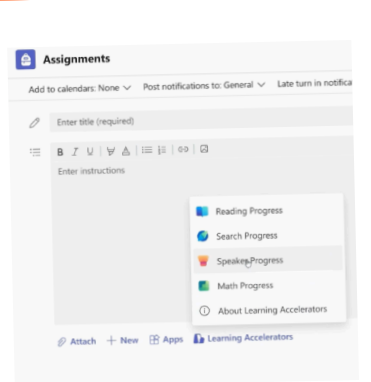 Assignments
Add to calendars: None Post notifications to: General Late turn in notifica
Enter title (required)
B I U A
Enter instructions
Reading Progress
Search Progress
Speaker Progress
Math Progress
About Learning Accelerators
Attach New Apps Learning Accelerators